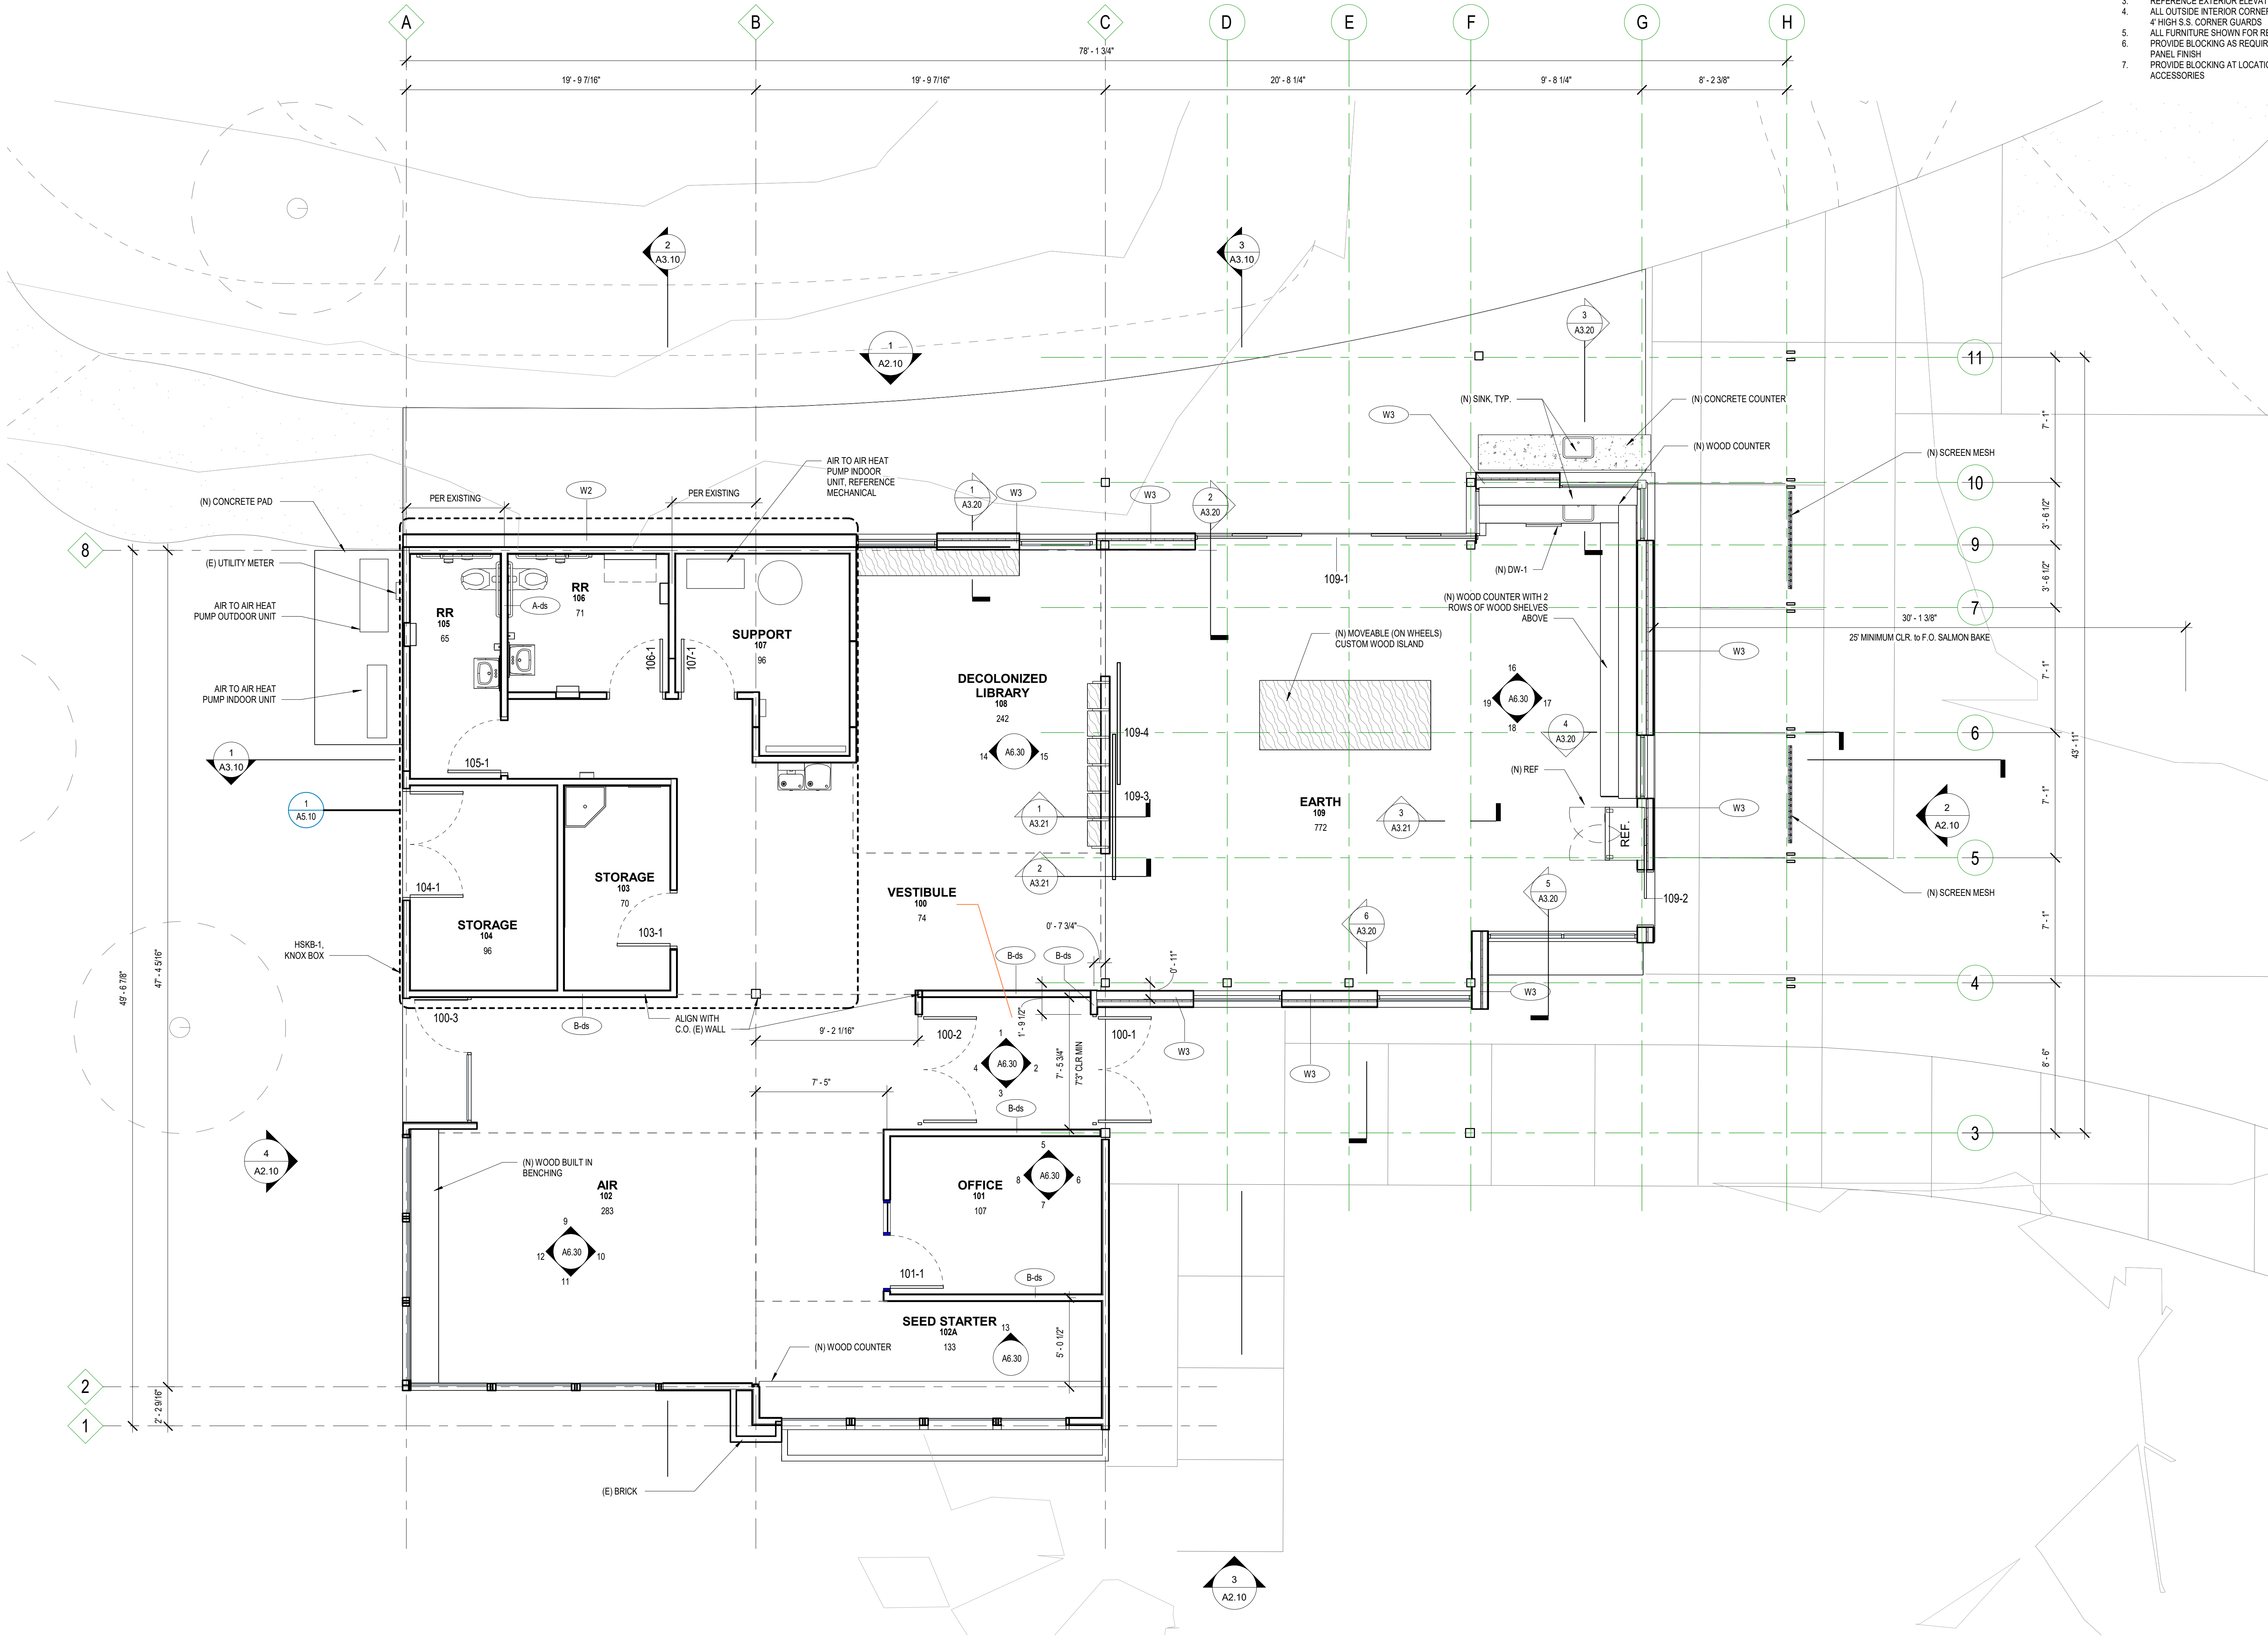 A
B
C
D
E
F
G
H
3. REFERENCE EXTERIOR ELEVAT
4. ALL OUTSIDE INTERIOR CORNER
4' HIGH S.S. CORNER GUARDS
5. ALL FURNITURE SHOWN FOR RE
6. PROVIDE BLOCKING AS REQUIR
PANEL FINISH
7. PROVIDE BLOCKING AT LOCATIO
ACCESSORIES
78' - 1 3/4"
19' - 9 7/16"
19' - 9 7/16"
20' - 8 1/4"
9' - 8 1/4"
8' - 2 3/8"
2
A3.10
3
A3.10
1
A2.10
3
A3.20
11
(N) SINK, TYP.
(N) CONCRETE COUNTER
W3
7' - 1"
(N) WOOD COUNTER
(N) SCREEN MESH
AIR TO AIR HEAT
PUMP INDOOR
UNIT, REFERENCE
MECHANICAL
10
(N) CONCRETE PAD
PER EXISTING
W2
PER EXISTING
1
A3.20
W3
W3
2
A3.20
3' - 6 1/2"
8
9
(E) UTILITY METER
(N) DW-1
109-1
3' - 6 1/2"
AIR TO AIR HEAT
PUMP OUTDOOR UNIT
RR
105
65
A-ds
RR
106
71
(N) WOOD COUNTER WITH 2
ROWS OF WOOD SHELVES
ABOVE
7
30' - 1 3/8"
25' MINIMUM CLR. to F.O. SALMON BAKE
SUPPORT
107
96
106-1
107-1
(N) MOVEABLE (ON WHEELS)
CUSTOM WOOD ISLAND
W3
AIR TO AIR HEAT
PUMP INDOOR UNIT
DECOLONIZED
LIBRARY
108
242
16
19
A6.30
17
18
7' - 1"
109-4
4
A3.20
6
43' - 11"
14
A6.30
15
1
A3.10
105-1
(N) REF
109-3
1
A5.10
1
A3.21
EARTH
109
772
3
A3.21
REF.
W3
2
A2.10
7' - 1"
5
2
A3.21
104-1
STORAGE
103
70
VESTIBULE
100
74
5
A3.20
109-2
(N) SCREEN MESH
STORAGE
104
96
103-1
0' - 7 3/4"
6
A3.20
7' - 1"
HSKB-1,
KNOX BOX
B-ds
B-ds
0' - 11"
49' - 6 7/8"
47' - 4 5/16"
4
W3
100-3
B-ds
ALIGN WITH
C.O. (E) WALL
9' - 2 1/16"
100-2
1' - 9 1/2"
100-1
W3
1
4
A6.30
2
3
7' - 5 3/4"
7'3" CLR MIN
W3
8' - 6"
7' - 5"
B-ds
3
4
A2.10
(N) WOOD BUILT IN
BENCHING
AIR
102
283
OFFICE
101
107
5
8
A6.30
6
7
9
12
A6.30
10
11
101-1
B-ds
SEED STARTER
102A
133
13
A6.30
5' - 0 1/2"
(N) WOOD COUNTER
2
2' - 2 9/16"
1
(E) BRICK
3
A2.10